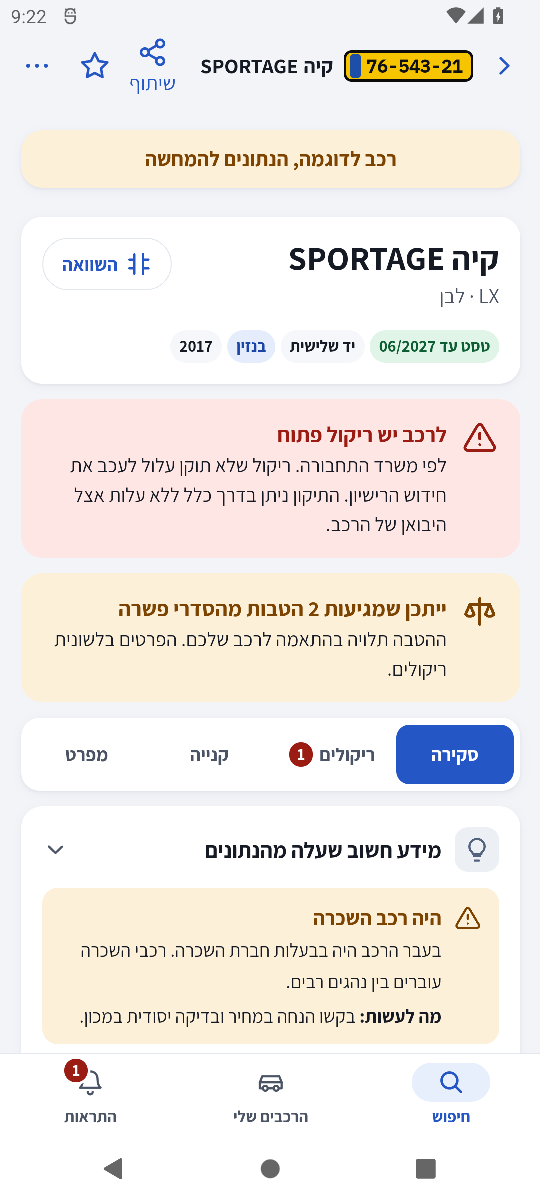 9:22
קיה SPORTAGE
76-543-21
שיתוף
רכב לדוגמה, הנתונים להמחשה
קיה SPORTAGE
השוואה
LX · לבן
טסט עד 06/2027
יד שלישית
בנזין
2017
לרכב יש ריקול פתוח
לפי משרד התחבורה. ריקול שלא תוקן עלול לעכב את
חידוש הרישיון. התיקון ניתן בדרך כלל ללא עלות אצל
היבואן של הרכב.
ייתכן שמגיעות 2 הטבות מהסדרי פשרה
ההטבה תלויה בהתאמה לרכב שלכם. הפרטים בלשונית
ריקולים.
סקירה
ריקולים 1
קנייה
מפרט
מידע חשוב שעלה מהנתונים
היה רכב השכרה
בעבר הרכב היה בבעלות חברת השכרה. רכבי השכרה
עוברים בין נהגים רבים.
מה לעשות: בקשו הנחה במחיר ובדיקה יסודית במכון.
חיפוש
הרכבים שלי
1
התראות